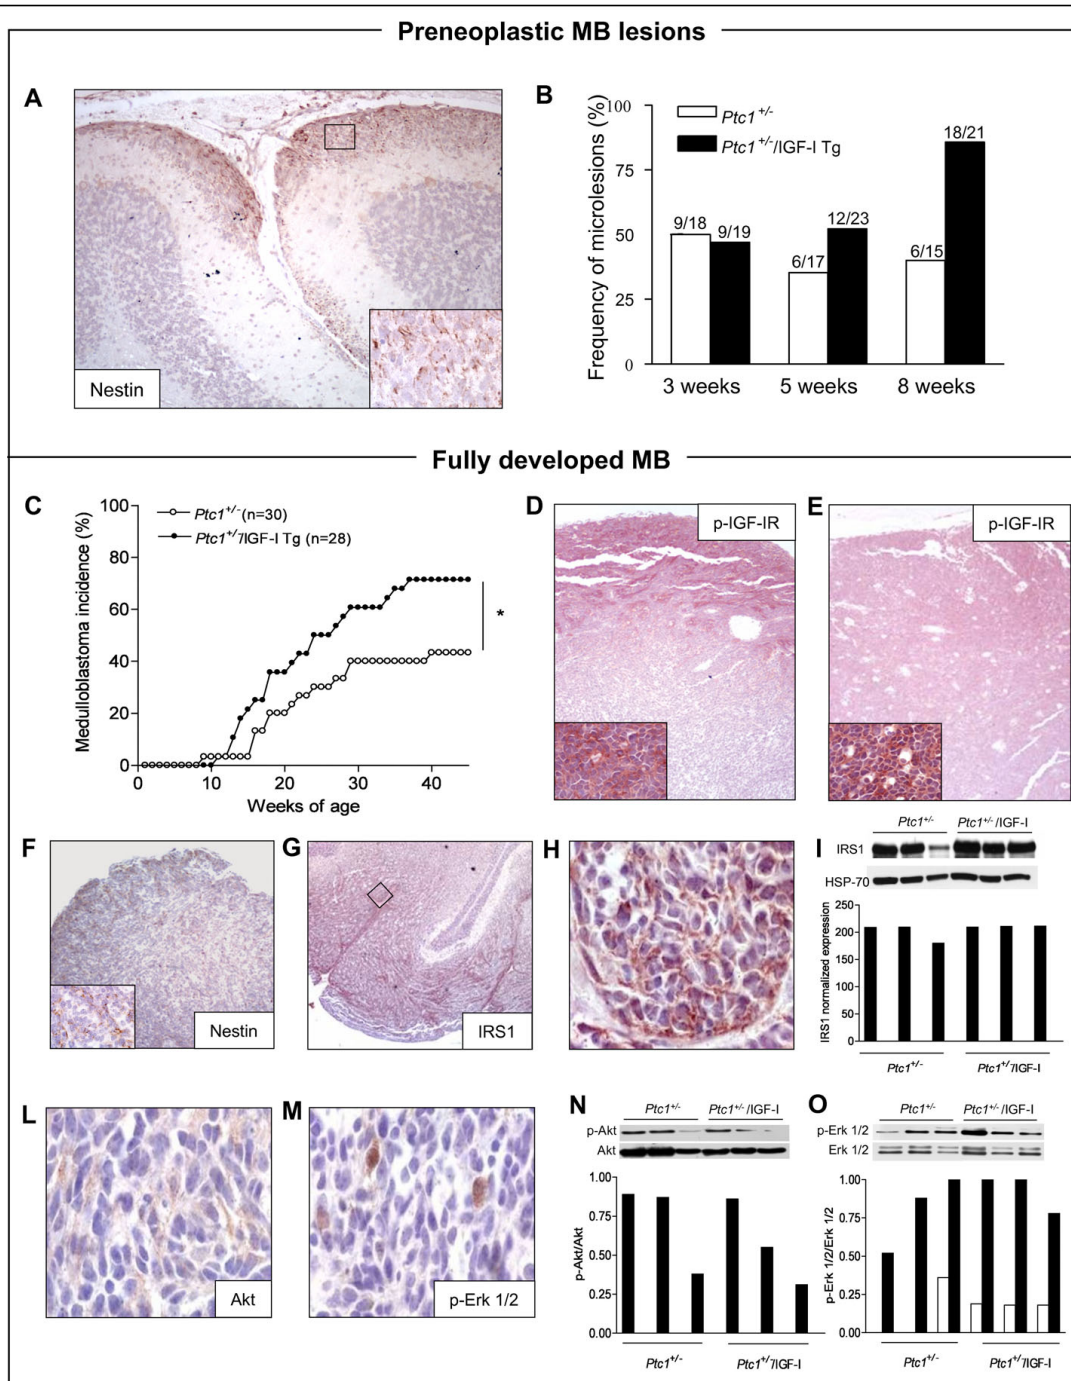 Preneoplastic MB lesions
A
Nestin
B
Frequency of microlesions (%)
100
75
50
25
0
Ptc1+/-
Ptc1+/-/IGF-I Tg
9/18
9/19
6/17
12/23
6/15
18/21
3 weeks
5 weeks
8 weeks
Fully developed MB
C
Medulloblastoma incidence (%)
100
80
60
40
20
0
Ptc1+/- (n=30)
Ptc1+/7IGF-I Tg (n=28)
*
0
10
20
30
40
Weeks of age
D
p-IGF-IR
E
p-IGF-IR
F
Nestin
G
IRS1
H
I
Ptc1+/- Ptc1+/-/IGF-I
IRS1
HSP-70
IRS1 normalized expression
250
200
150
100
50
0
Ptc1+/- Ptc1+/7IGF-I
L
Akt
M
p-Erk 1/2
N
Ptc1+/- Ptc1+/-/IGF-I
p-Akt
Akt
p-Akt/Akt
1.00
0.75
0.50
0.25
0.00
Ptc1+/- Ptc1+/7IGF-I
O
Ptc1+/- Ptc1+/-/IGF-I
p-Erk 1/2
Erk 1/2
p-Erk 1/2/Erk 1/2
1.00
0.75
0.50
0.25
0.00
Ptc1+/- Ptc1+/7IGF-I